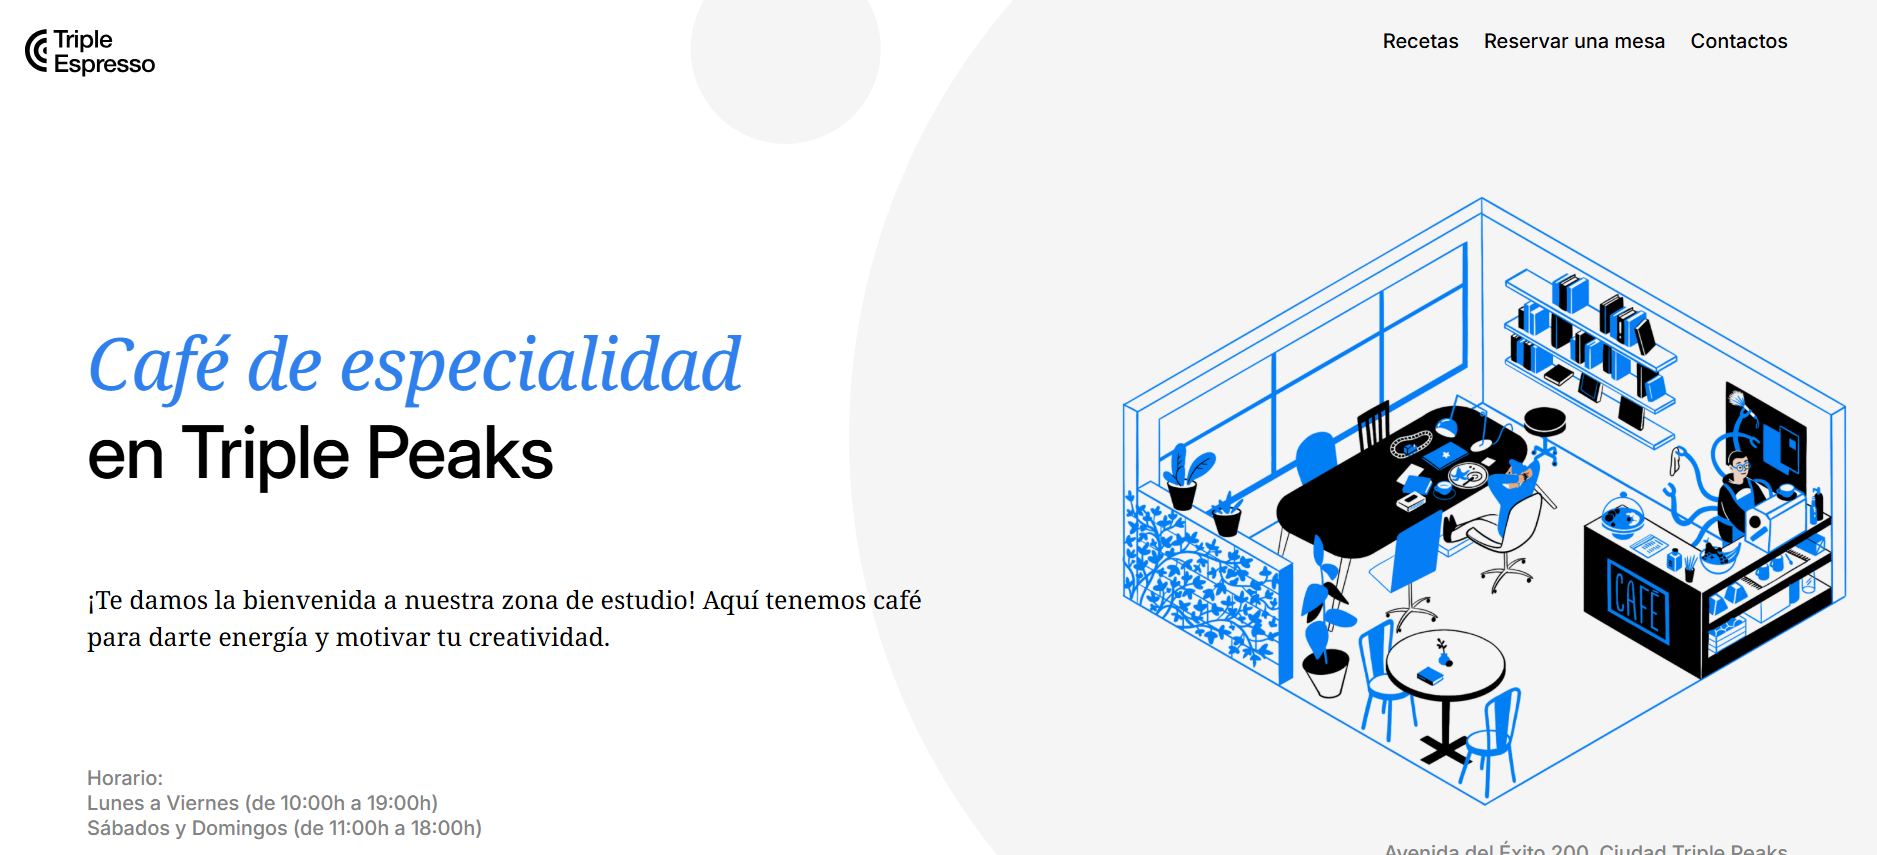 Triple
Espresso
Recetas Reservar una mesa Contactos
Café de especialidad
en Triple Peaks
¡Te damos la bienvenida a nuestra zona de estudio! Aquí tenemos café
para darte energía y motivar tu creatividad.
CAFÉ
Horario:
Lunes a Viernes (de 10:00h a 19:00h)
Sábados y Domingos (de 11:00h a 18:00h)
Avenida del Éxito 200, Ciudad Triple Peaks